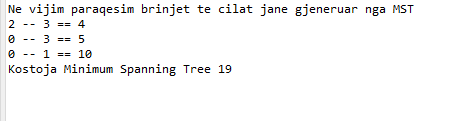 Ne vijim paraqesim brinjet te cilat jane gjeneruar nga MST
2 -- 3 == 4
0 -- 3 == 5
0 -- 1 == 10
Kostoja Minimum Spanning Tree 19